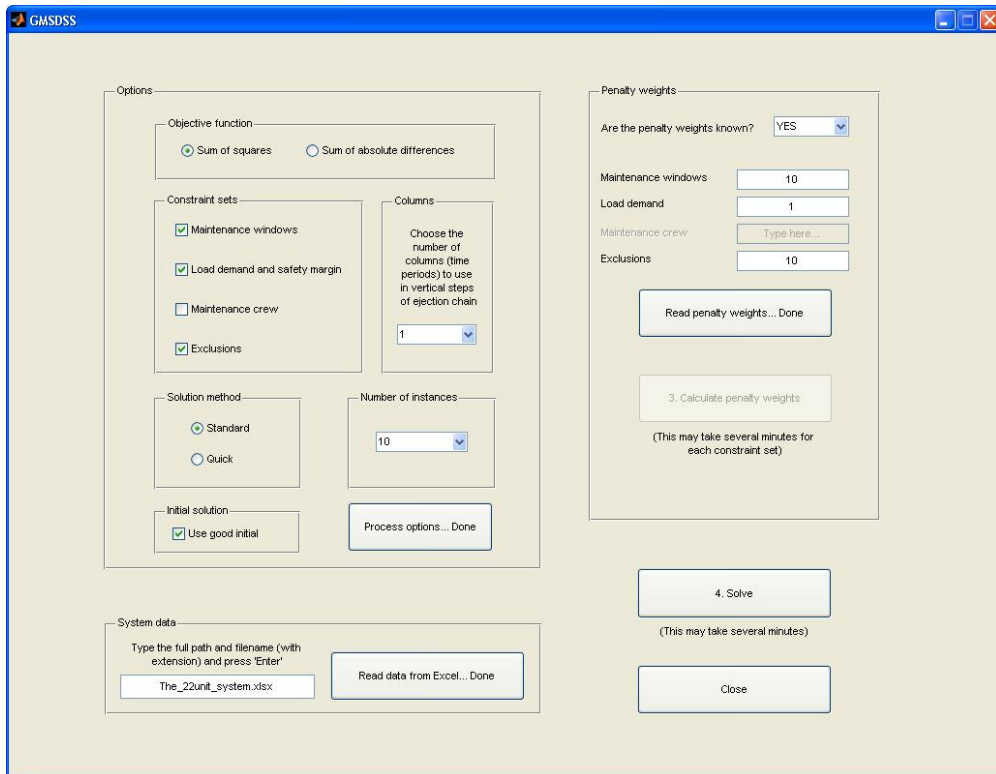 GMSDSS
Options
Objective function
Sum of squares
Sum of absolute differences
Constraint sets
Maintenance windows
Load demand and safety margin
Maintenance crew
Exclusions
Columns
Choose the
number of
columns (time
periods) to use
in vertical steps
of ejection chain
1
Solution method
Standard
Quick
Number of instances
10
Initial solution
Use good initial
Process options... Done
System data
Type the full path and filename (with
extension) and press 'Enter'
The_22unit_system.xlsx
Read data from Excel... Done
Penalty weights
Are the penalty weights known?
YES
Maintenance windows
10
Load demand
1
Maintenance crew
Type here...
Exclusions
10
Read penalty weights... Done
3. Calculate penalty weights
(This may take several minutes for
each constraint set)
4. Solve
(This may take several minutes)
Close